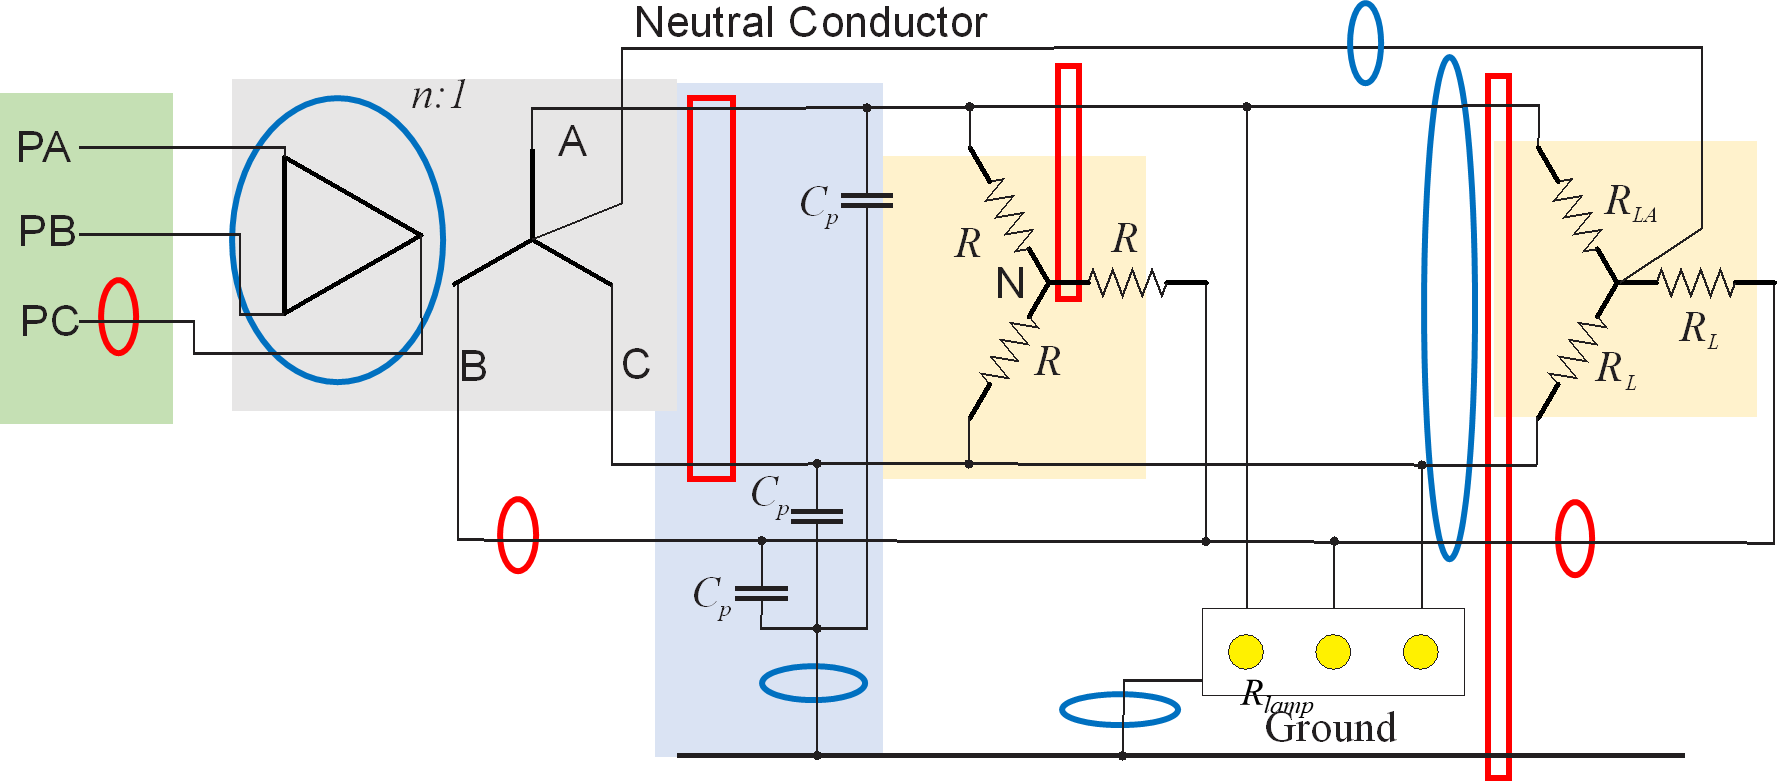 Neutral Conductor
n:1
PA
A
PB
C_p
R_LA
R
R
N
PC
R_L
B
C
R
R_L
C_p
C_p
R_lamp
Ground